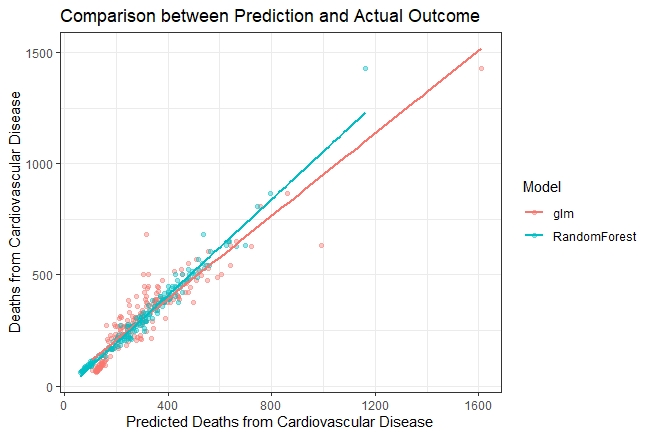 Comparison between Prediction and Actual Outcome
Deaths from Cardiovascular Disease
1500
1000
500
0
0 400 800 1200 1600
Predicted Deaths from Cardiovascular Disease
Model
glm
RandomForest